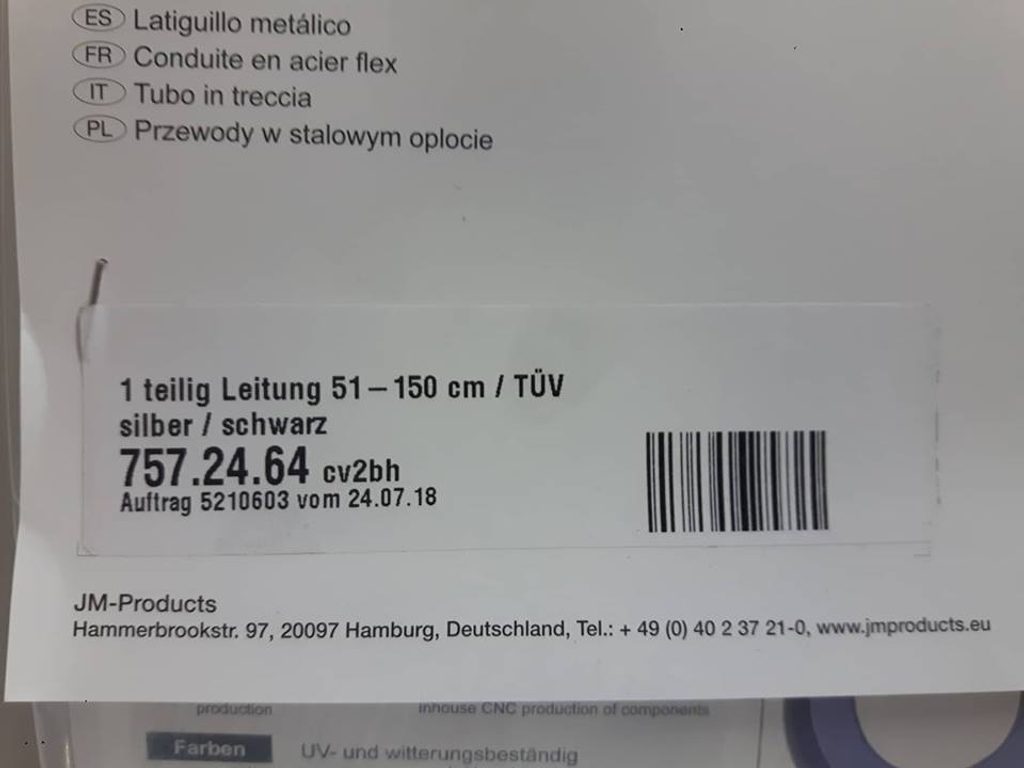 ES Latiguillo metálico
FR Conduite en acier flex
IT Tubo in treccia
PL Przewody w stalowym oplocie
1 teilig Leitung 51 – 150 cm / TÜV
silber / schwarz
757.24.64 cv2bh
Auftrag 5210603 vom 24.07.18
JM-Products
Hammerbrookstr. 97, 20097 Hamburg, Deutschland, Tel.: + 49 (0) 40 2 37 21-0, www.jmproducts.eu
production inhouse CNC production of components
Farben UV- und witterungsbeständig